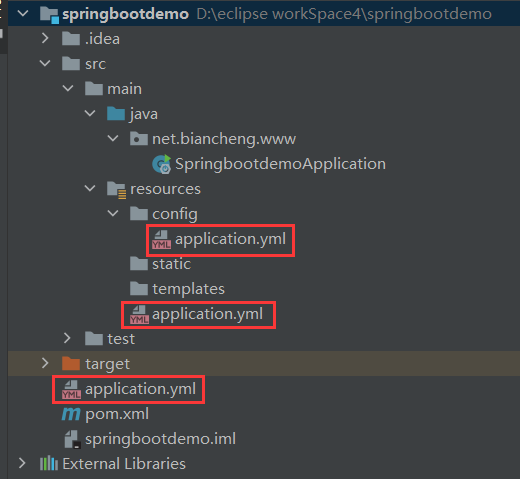 springbootdemo D:\eclipse workSpace4\springbootdemo
.idea
src
main
java
net.biancheng.www
SpringbootdemoApplication
resources
config
YML application.yml
static
templates
YML application.yml
test
target
YML application.yml
m pom.xml
springbootdemo.iml
External Libraries